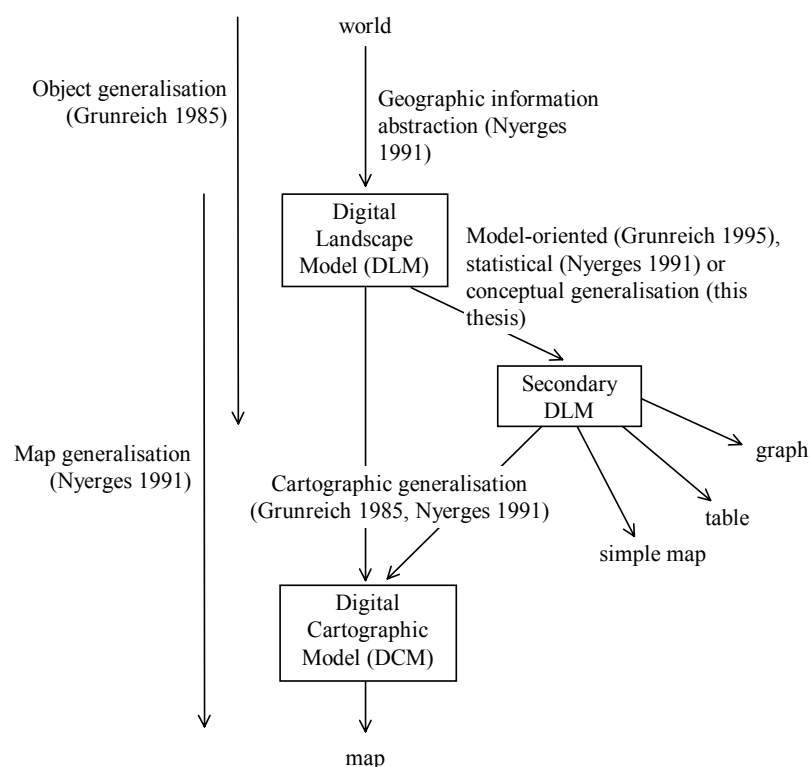 world
Object generalisation
(Grunreich 1985)
Geographic information
abstraction (Nyerges
1991)
Digital
Landscape
Model (DLM)
Model-oriented (Grunreich 1995),
statistical (Nyerges 1991) or
conceptual generalisation (this
thesis)
Secondary
DLM
Map generalisation
(Nyerges 1991)
graph
Cartographic generalisation
(Grunreich 1985, Nyerges 1991)
table
simple map
Digital
Cartographic
Model (DCM)
map